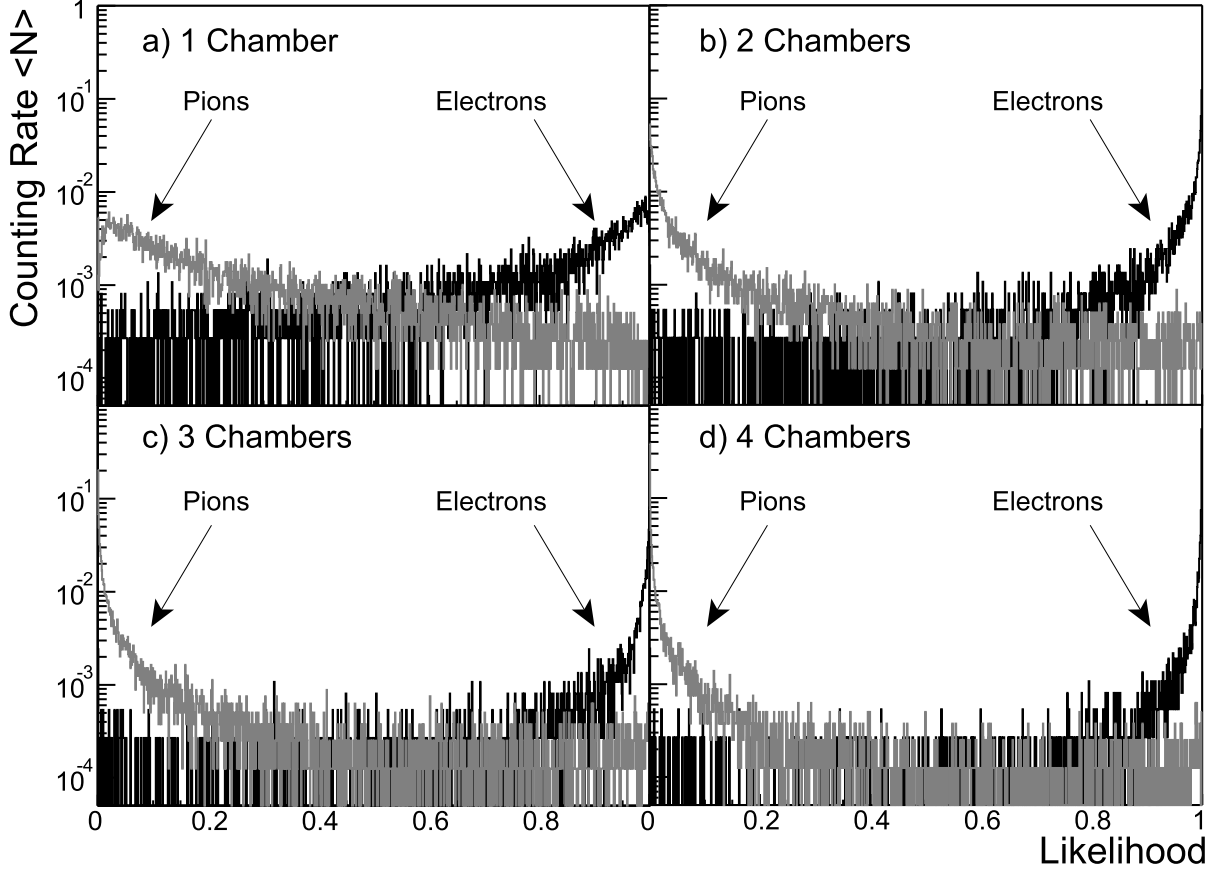 Counting Rate <N>
1
10^-1
10^-2
10^-3
10^-4
a) 1 Chamber
Pions
Electrons
b) 2 Chambers
Pions
Electrons
10^-1
10^-2
10^-3
10^-4
c) 3 Chambers
Pions
Electrons
d) 4 Chambers
Pions
Electrons
0 0.2 0.4 0.6 0.8 0 0.2 0.4 0.6 0.8 1
Likelihood